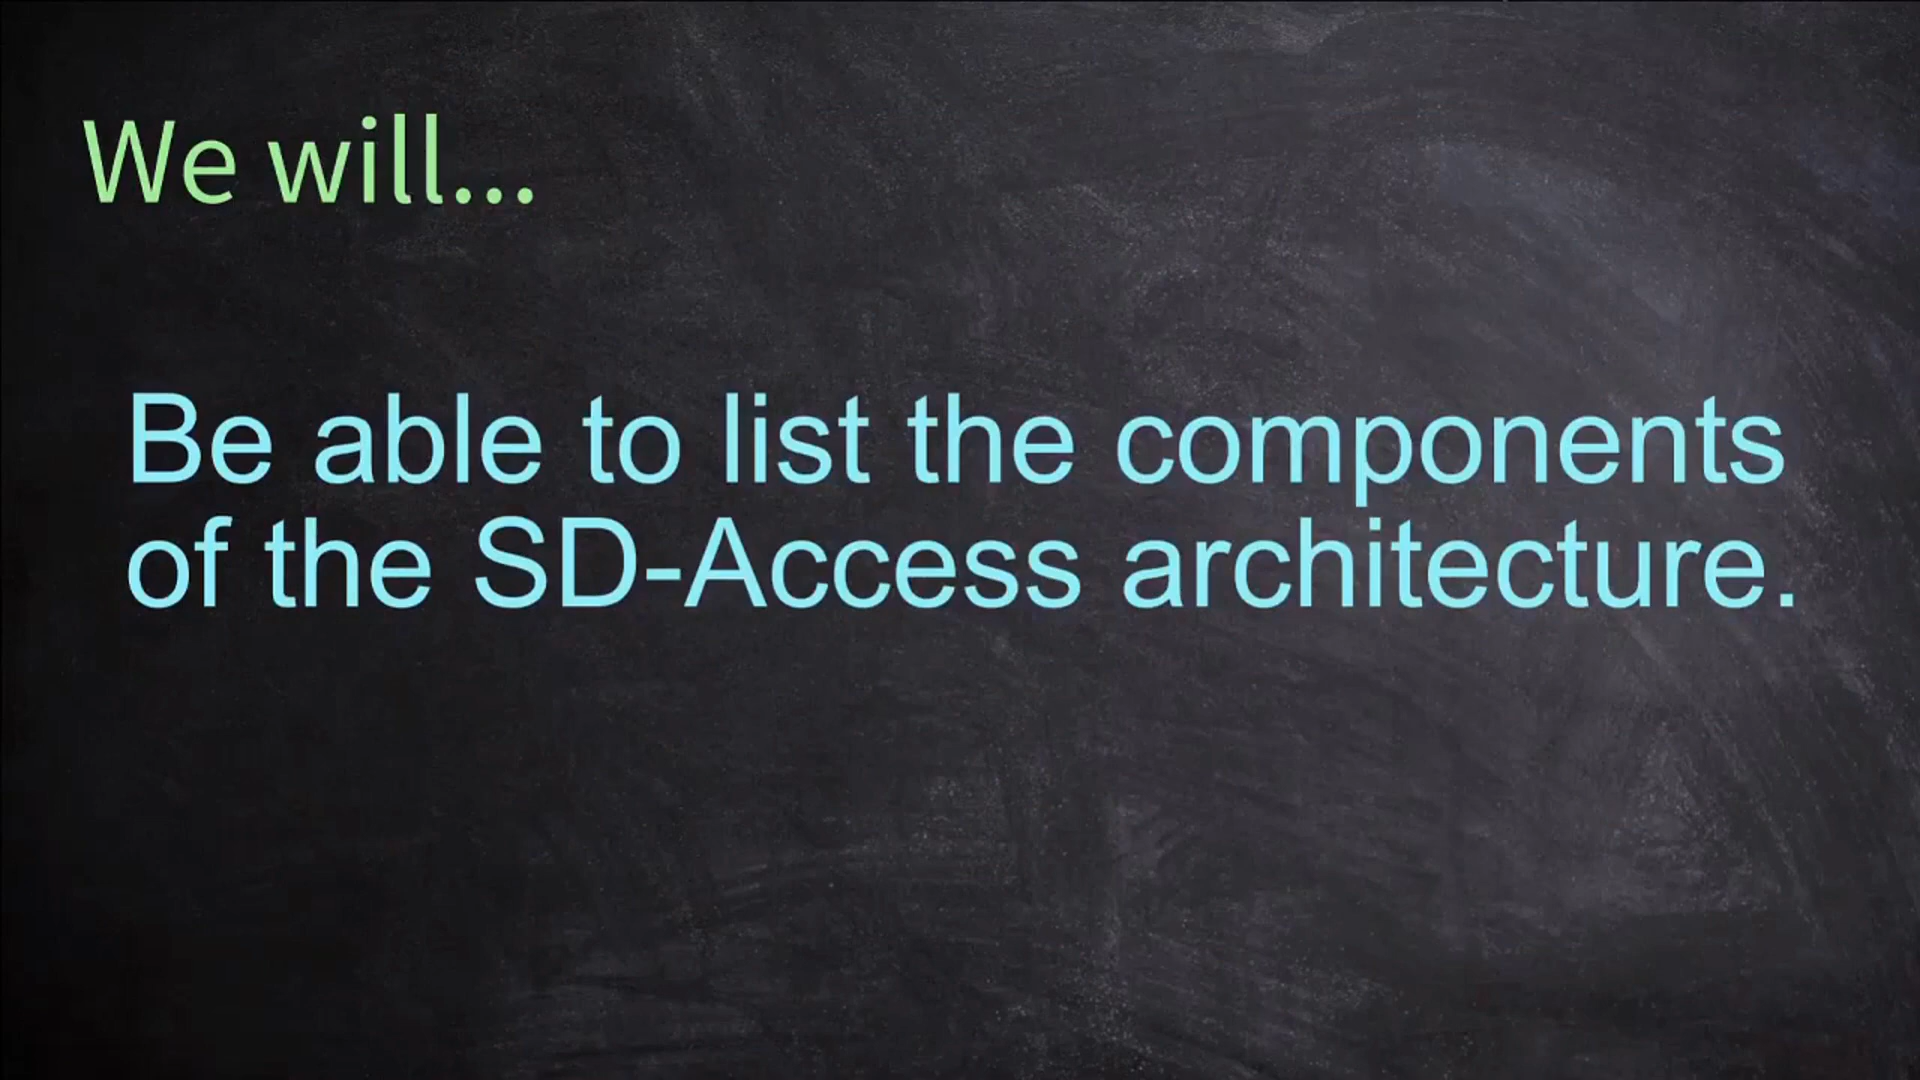 We will...
Be able to list the components
of the SD-Access architecture.